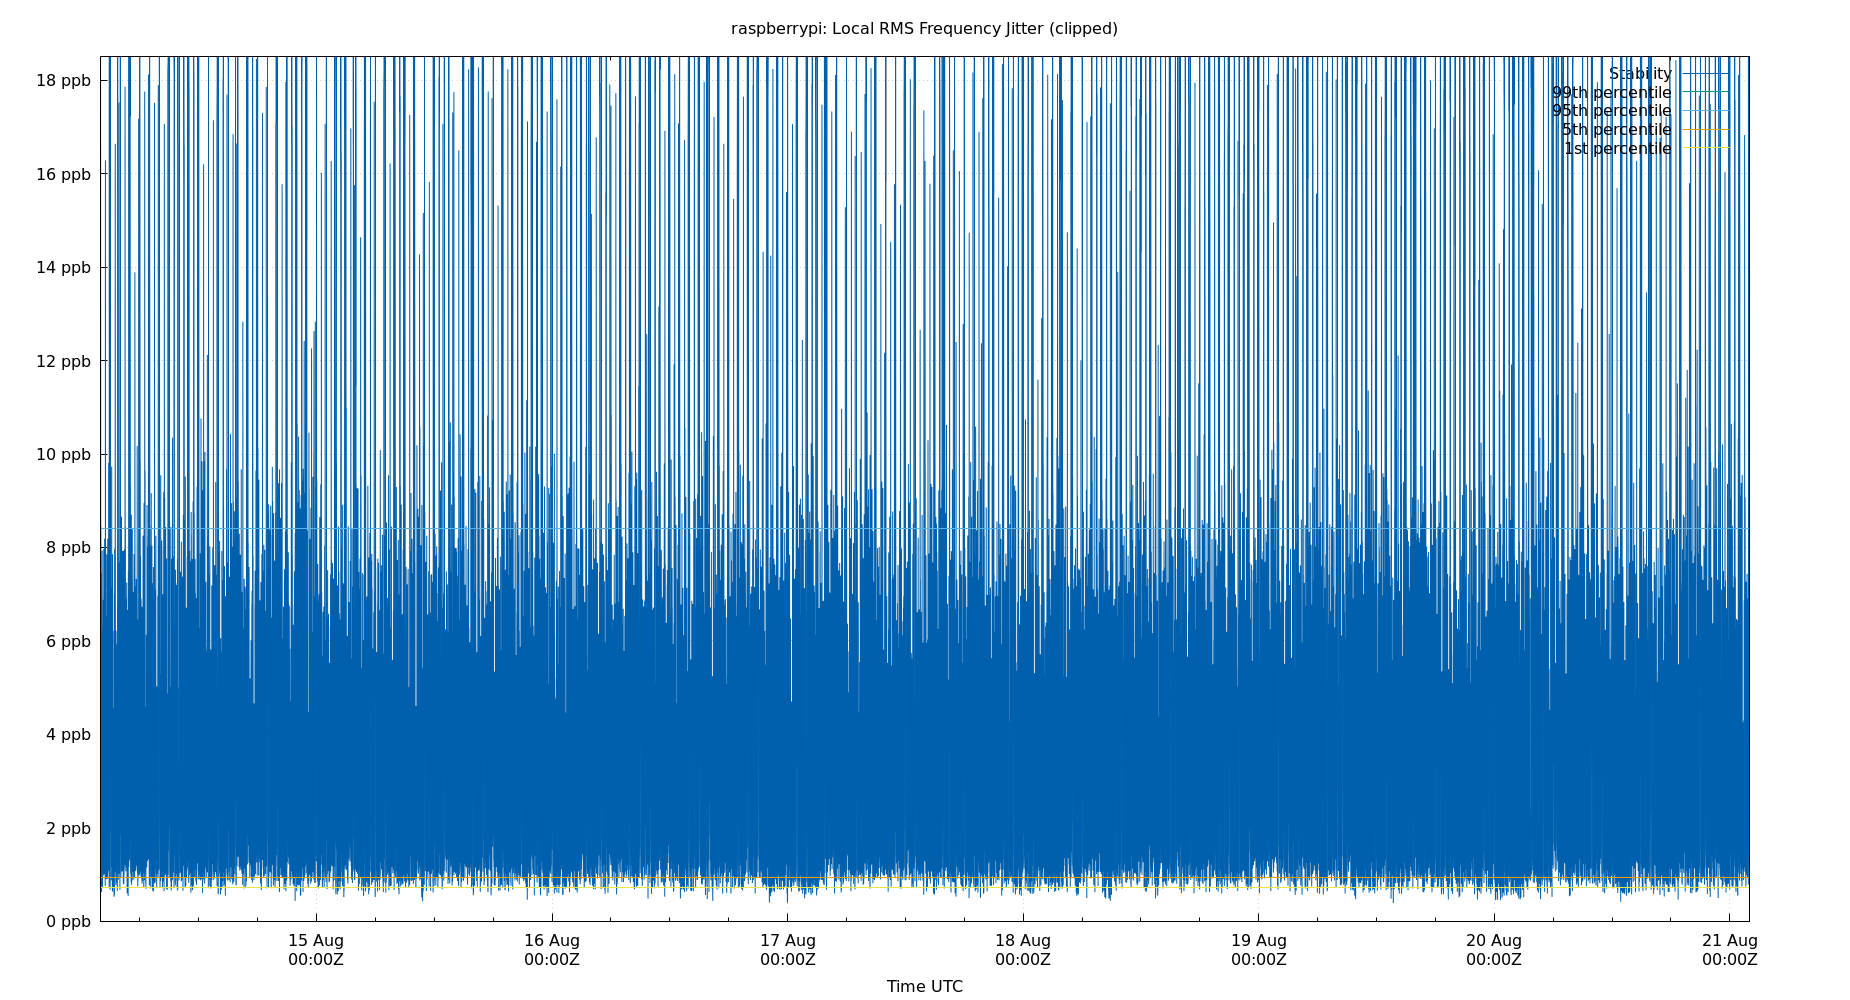 raspberrypi: Local RMS Frequency Jitter (clipped)
18 ppb
16 ppb
14 ppb
12 ppb
10 ppb
8 ppb
6 ppb
4 ppb
2 ppb
0 ppb
Stability
99th percentile
95th percentile
5th percentile
1st percentile
15 Aug 16 Aug 17 Aug 18 Aug 19 Aug 20 Aug 21 Aug
00:00Z 00:00Z 00:00Z 00:00Z 00:00Z 00:00Z 00:00Z
Time UTC